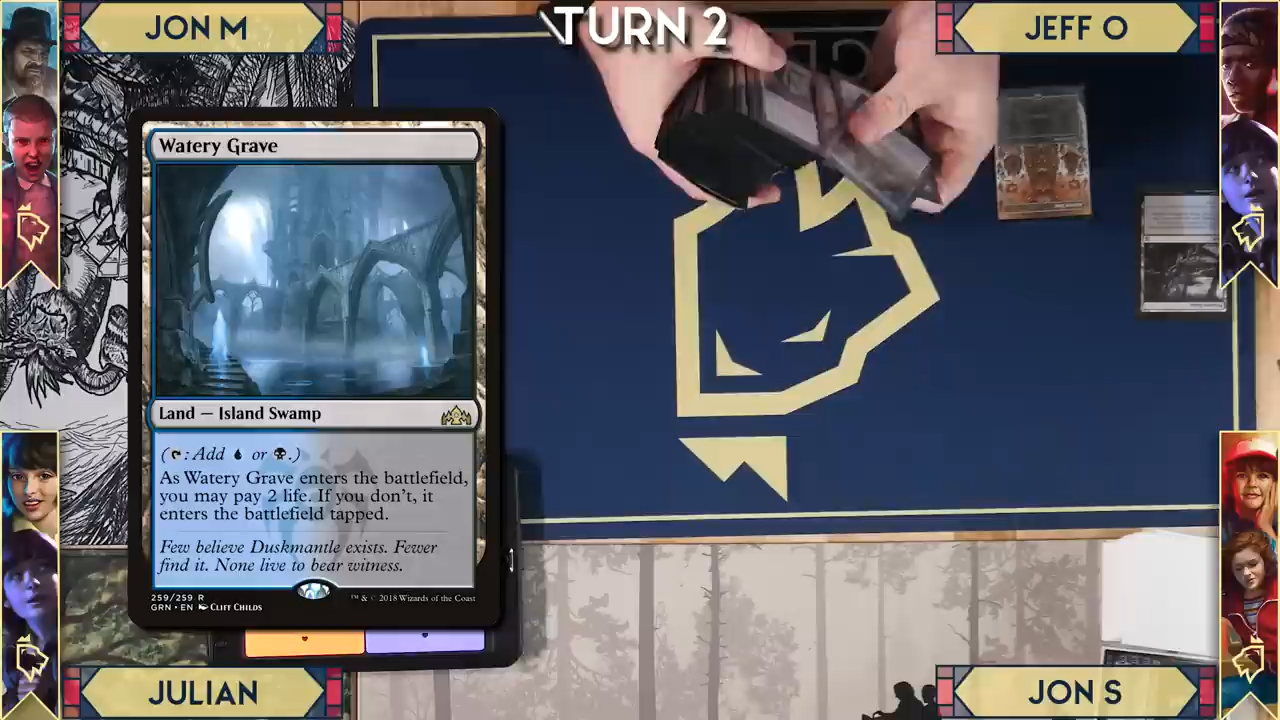 JON M
TURN 2
JEFF O
Watery Grave
Land — Island Swamp
( : Add or .)
As Watery Grave enters the battlefield,
you may pay 2 life. If you don't, it
enters the battlefield tapped.
Few believe Duskmantle exists. Fewer
find it. None live to bear witness.
259/259 R
GRN • EN CLIFF CHILDS
™ & © 2018 Wizards of the Coast
JULIAN
JON S